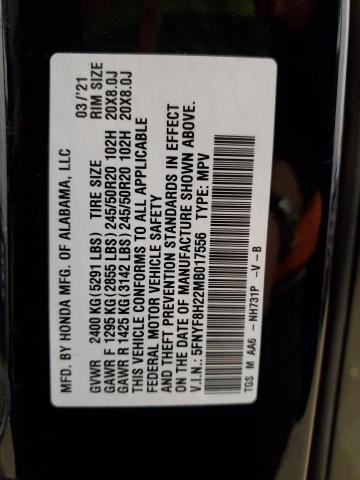 MFD. BY HONDA MFG. OF ALABAMA, LLC 03/'21
GVWR 2400 KG(5291 LBS) TIRE SIZE RIM SIZE
GAWR F 1295 KG(2855 LBS) 245/50R20 102H 20X8.0J
GAWR R 1425 KG(3142 LBS) 245/50R20 102H 20X8.0J
THIS VEHICLE CONFORMS TO ALL APPLICABLE
FEDERAL MOTOR VEHICLE SAFETY
AND THEFT PREVENTION STANDARDS IN EFFECT
ON THE DATE OF MANUFACTURE SHOWN ABOVE.
V.I.N.: 5FNYF8H22MB017556 TYPE: MPV
TGS M AA6 - NH731P -V -B